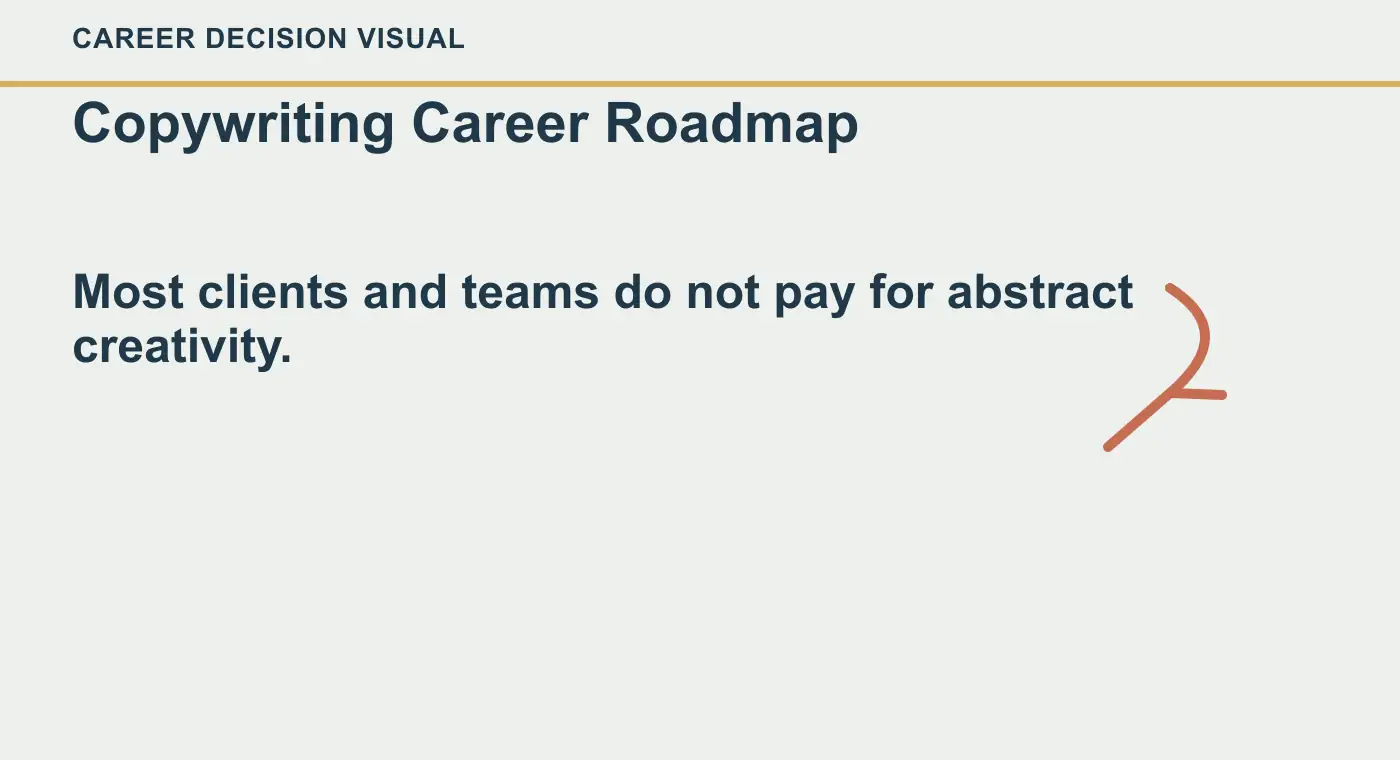 CAREER DECISION VISUAL
Copywriting Career Roadmap
Most clients and teams do not pay for abstract
creativity.